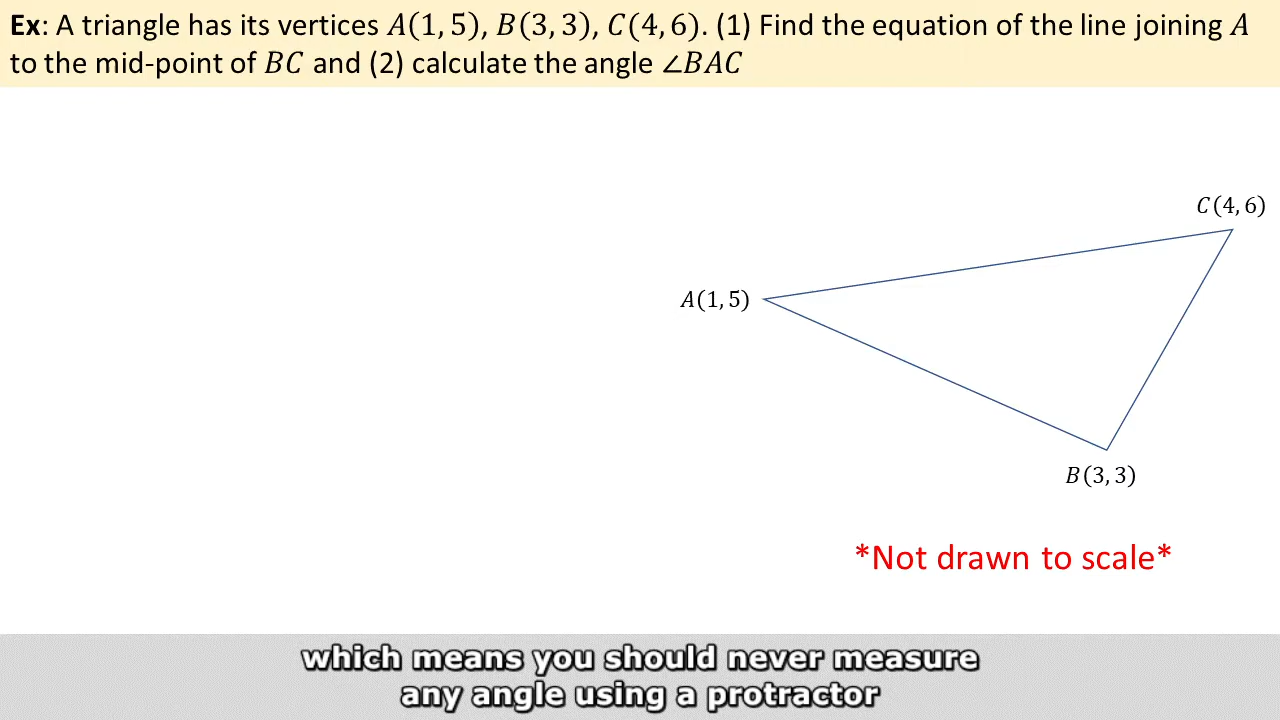 Ex: A triangle has its vertices A(1, 5), B(3, 3), C(4, 6). (1) Find the equation of the line joining A
to the mid-point of BC and (2) calculate the angle ∠BAC
C(4, 6)
A(1, 5)
B(3, 3)
*Not drawn to scale*
which means you should never measure
any angle using a protractor